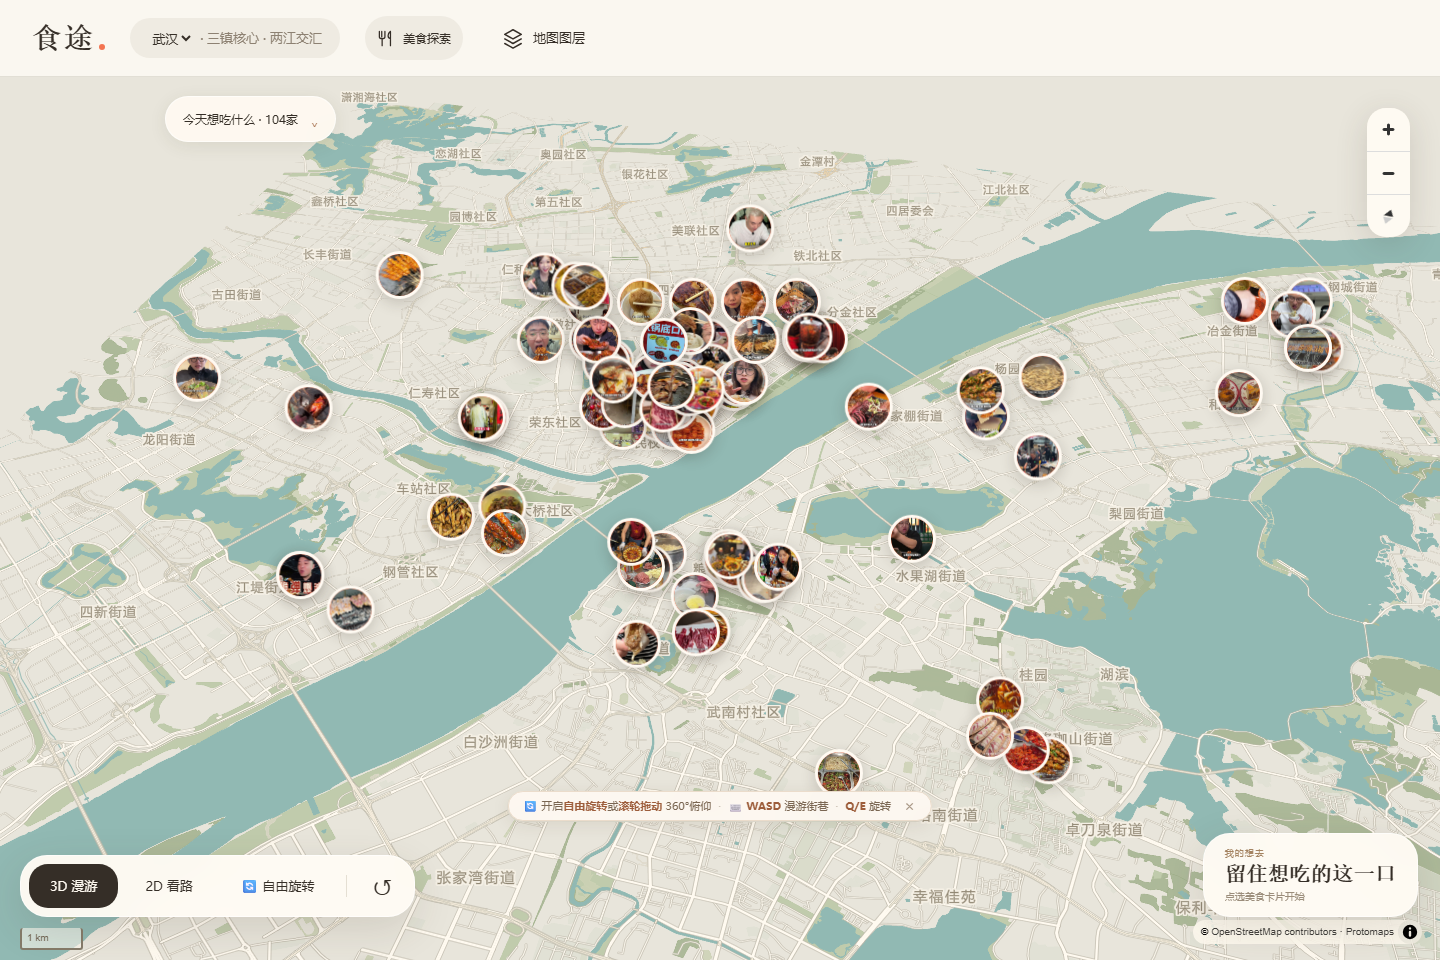 食途.
武汉 · 三镇核心 · 两江交汇
美食探索
地图图层
今天想吃什么 · 104家
潇湘海社区
恋湖社区
奥园社区
银花社区
金潭村
江北社区
鑫桥社区
园博社区
第五社区
四居委会
美联社区
长丰街道
铁北社区
古田街道
分金社区
钢城街道
冶金街道
仁寿社区
荣东社区
龙阳街道
车站社区
大桥社区
梨园街道
钢管社区
水果湖街道
四新街道
桂园
湖滨
武南村社区
白沙洲街道
卓刀泉街道
张家湾街道
幸福佳苑
开启自由旋转或滚轮拖动 360°俯仰 · WASD 漫游街巷 · Q/E 旋转 ×
3D 漫游
2D 看路
自由旋转
1 km
我的想去
留住想吃的这一口
点选美食卡片开始
© OpenStreetMap contributors · Protomaps